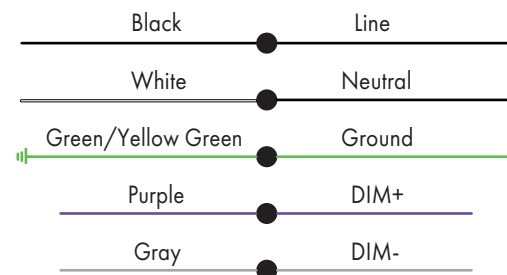 Black Line
White Neutral
Green/Yellow Green Ground
Purple DIM+
Gray DIM-